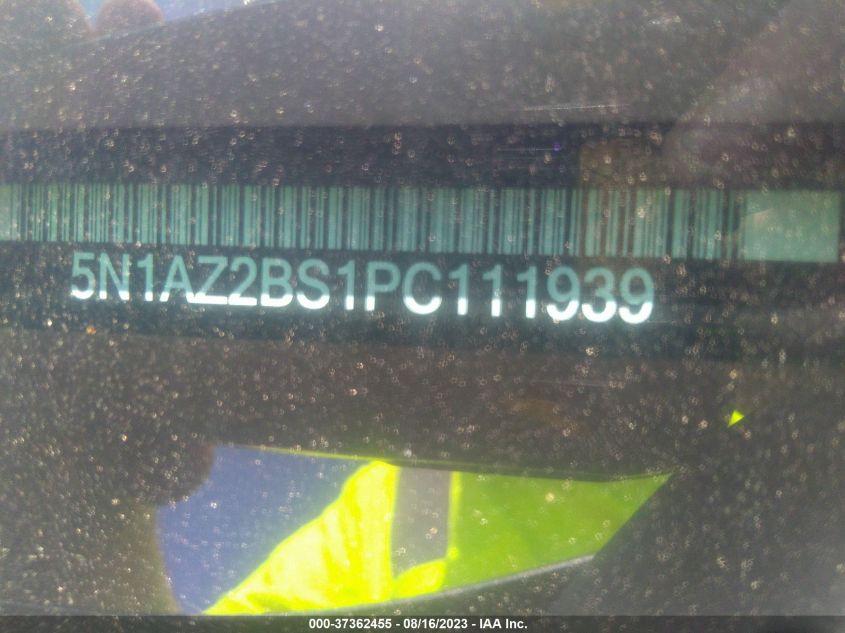 5N1AZ2BS1PC111939
000-37362455 - 08/16/2023 - IAA Inc.